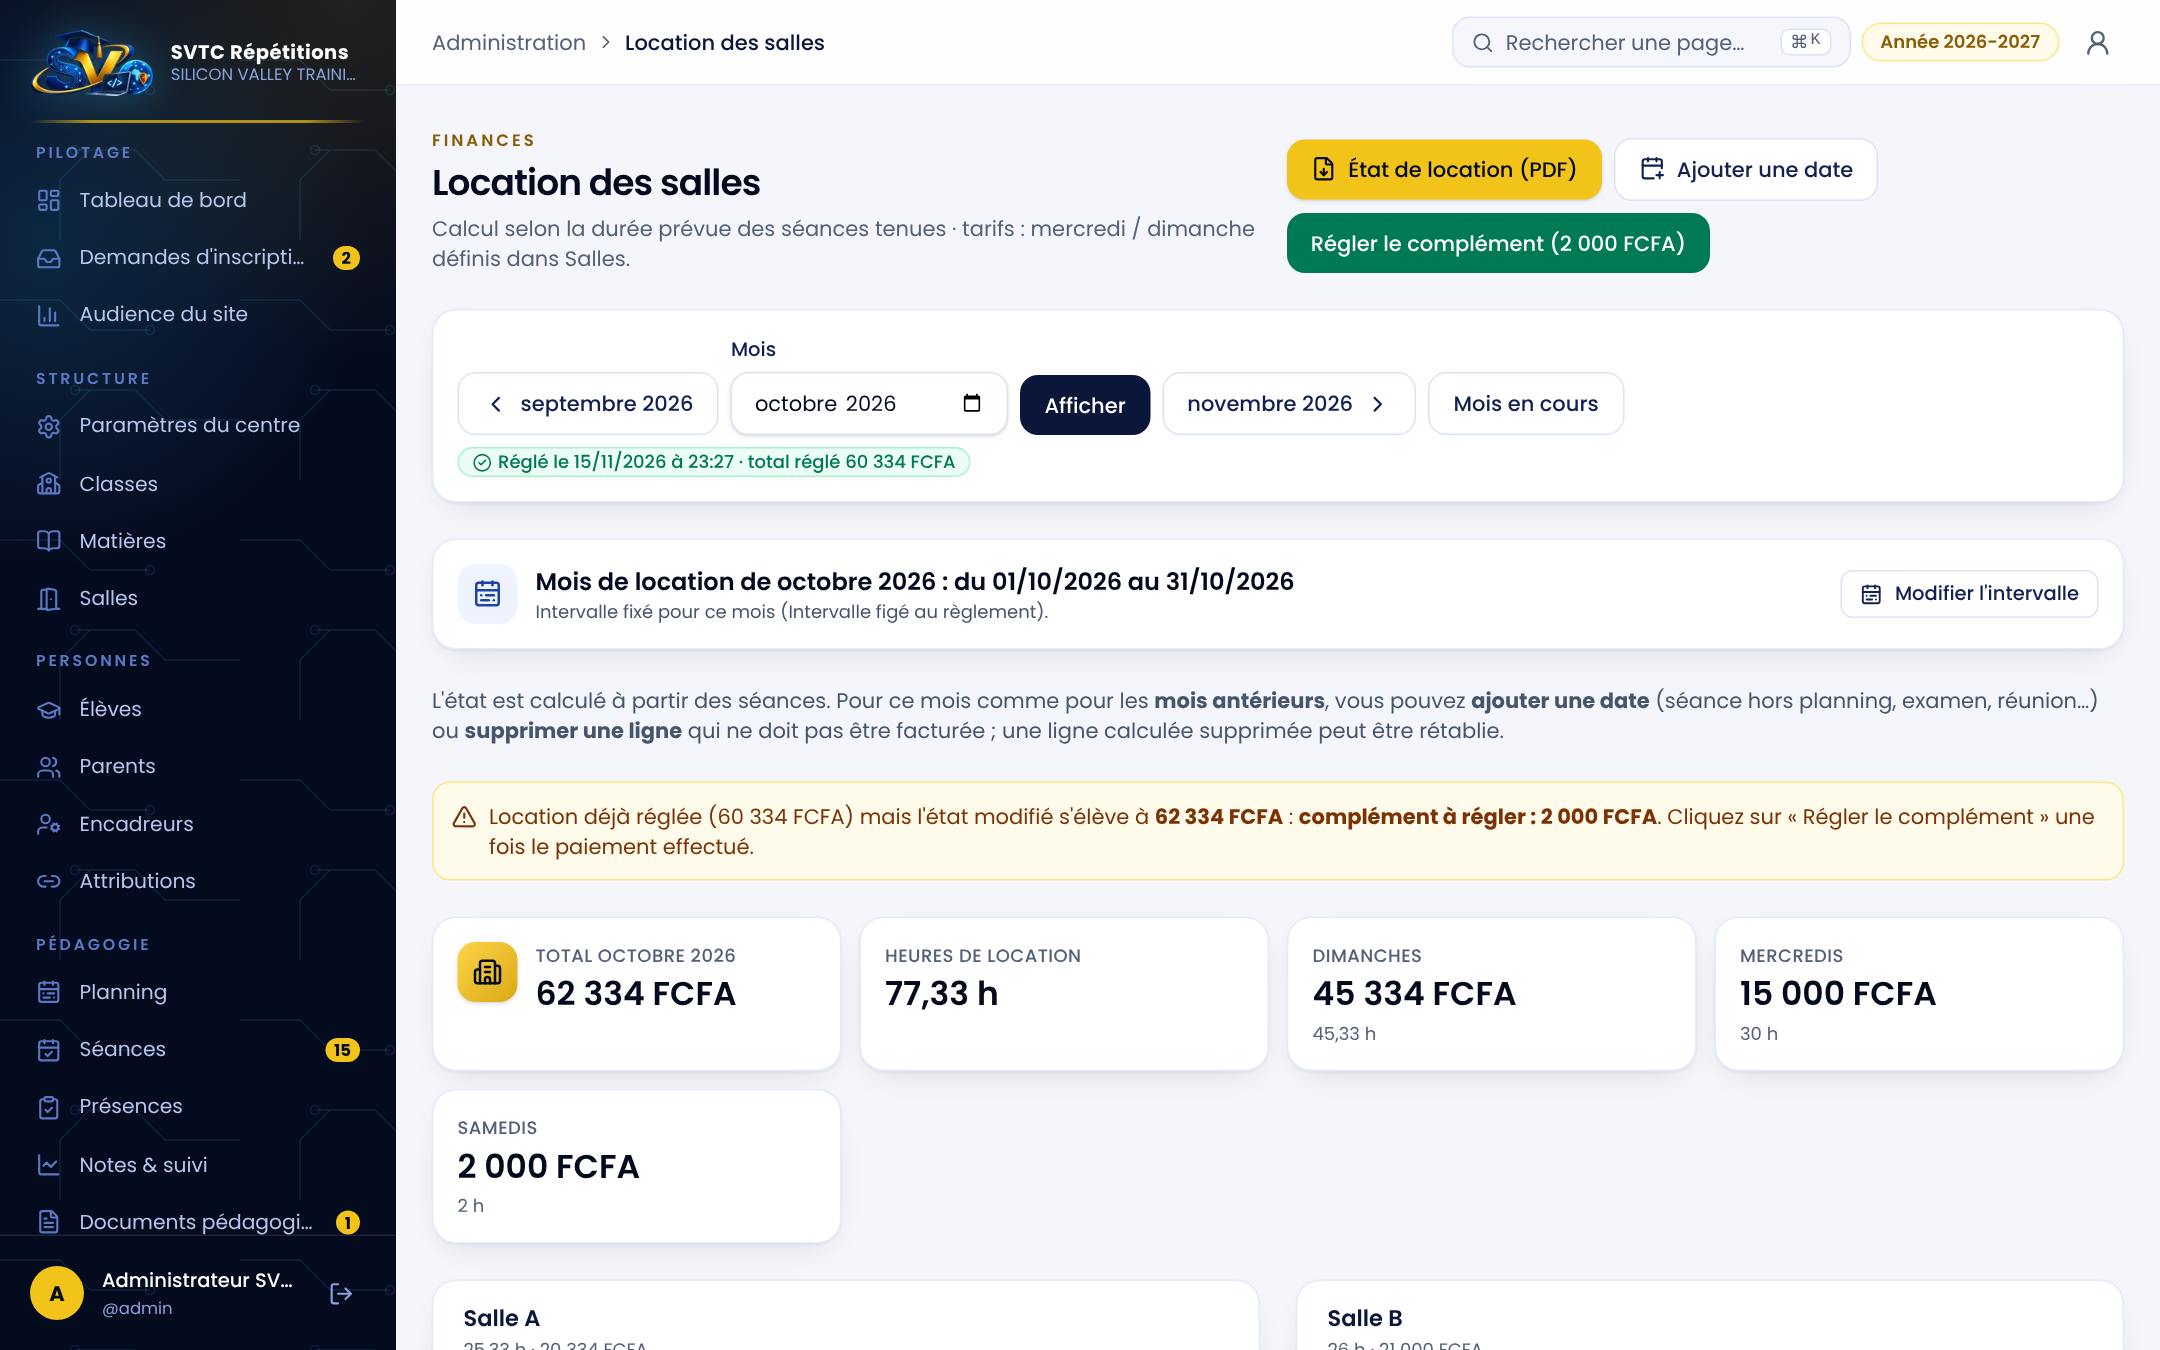 SVTC Répétitions
SILICON VALLEY TRAINI...
PILOTAGE
Tableau de bord
Demandes d'inscripti... 2
Audience du site
STRUCTURE
Paramètres du centre
Classes
Matières
Salles
PERSONNES
Élèves
Parents
Encadreurs
Attributions
PÉDAGOGIE
Planning
Séances 15
Présences
Notes & suivi
Documents pédagogi... 1
A
Administrateur SV...
@admin
Administration > Location des salles
Rechercher une page... ⌘ K
Année 2026-2027
FINANCES
Location des salles
Calcul selon la durée prévue des séances tenues · tarifs : mercredi / dimanche
définis dans Salles.
État de location (PDF)
Ajouter une date
Régler le complément (2 000 FCFA)
Mois
septembre 2026
octobre 2026
Afficher
novembre 2026
Mois en cours
Réglé le 15/11/2026 à 23:27 · total réglé 60 334 FCFA
Mois de location de octobre 2026 : du 01/10/2026 au 31/10/2026
Intervalle fixé pour ce mois (Intervalle figé au règlement).
Modifier l'intervalle
L'état est calculé à partir des séances. Pour ce mois comme pour les mois antérieurs, vous pouvez ajouter une date (séance hors planning, examen, réunion...)
ou supprimer une ligne qui ne doit pas être facturée ; une ligne calculée supprimée peut être rétablie.
Location déjà réglée (60 334 FCFA) mais l'état modifié s'élève à 62 334 FCFA : complément à régler : 2 000 FCFA. Cliquez sur « Régler le complément » une
fois le paiement effectué.
TOTAL OCTOBRE 2026
62 334 FCFA
HEURES DE LOCATION
77,33 h
DIMANCHES
45 334 FCFA
45,33 h
MERCREDIS
15 000 FCFA
30 h
SAMEDIS
2 000 FCFA
2 h
Salle A
25,33 h · 20 334 FCFA
Salle B
26 h · 21 000 FCFA